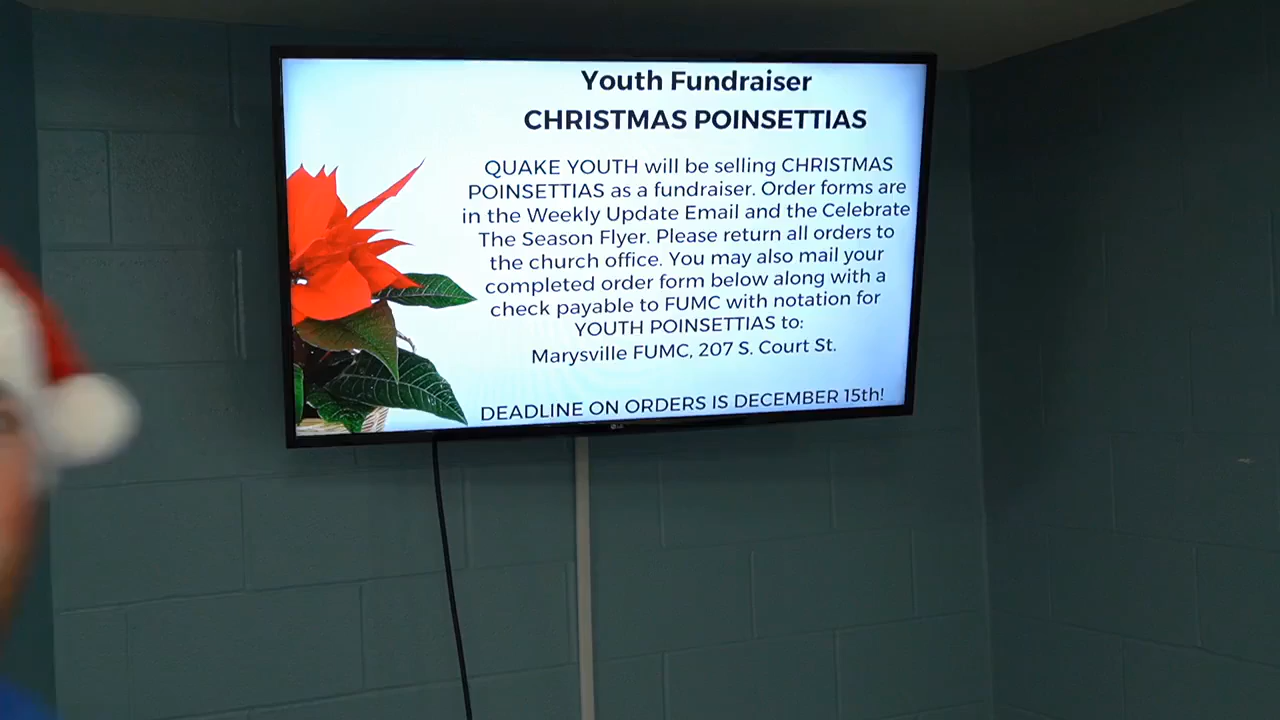 Youth Fundraiser
CHRISTMAS POINSETTIAS
QUAKE YOUTH will be selling CHRISTMAS
POINSETTIAS as a fundraiser. Order forms are
in the Weekly Update Email and the Celebrate
The Season Flyer. Please return all orders to
the church office. You may also mail your
completed order form below along with a
check payable to FUMC with notation for
YOUTH POINSETTIAS to:
Marysville FUMC, 207 S. Court St.
DEADLINE ON ORDERS IS DECEMBER 15th!
LG